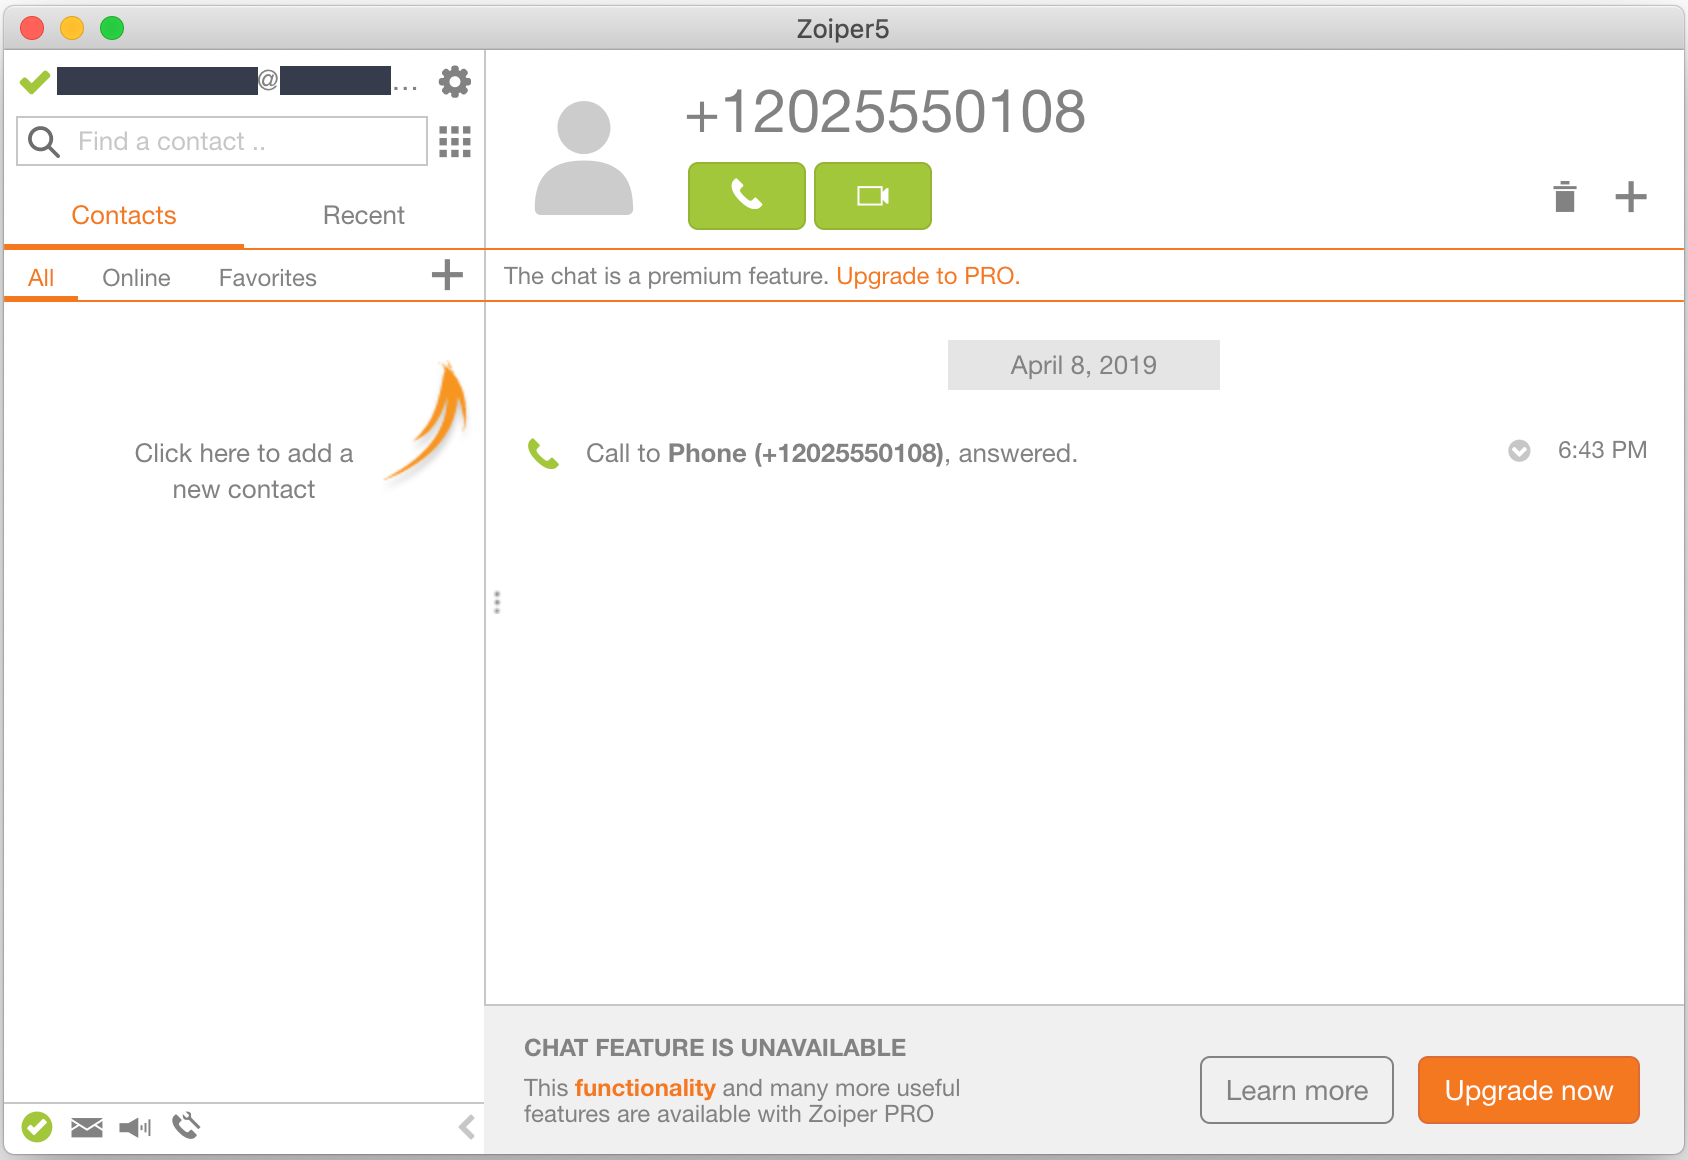 Zoiper5
@ ...
Find a contact ..
Contacts Recent
All Online Favorites
Click here to add a
new contact
+12025550108
The chat is a premium feature. Upgrade to PRO.
April 8, 2019
Call to Phone (+12025550108), answered. 6:43 PM
CHAT FEATURE IS UNAVAILABLE
This functionality and many more useful
features are available with Zoiper PRO
Learn more Upgrade now